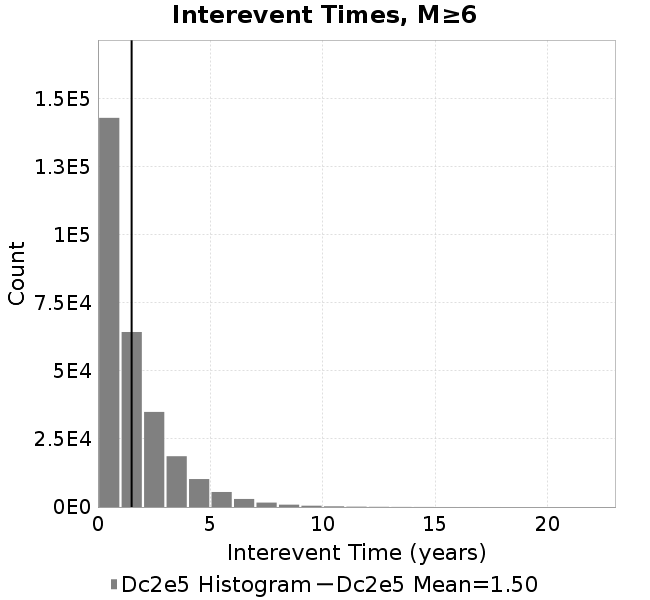 Interevent Times, M≥6
Count
1.5E5
1.3E5
1E5
7.5E4
5E4
2.5E4
0E0
0 5 10 15 20
Interevent Time (years)
Dc2e5 Histogram Dc2e5 Mean=1.50